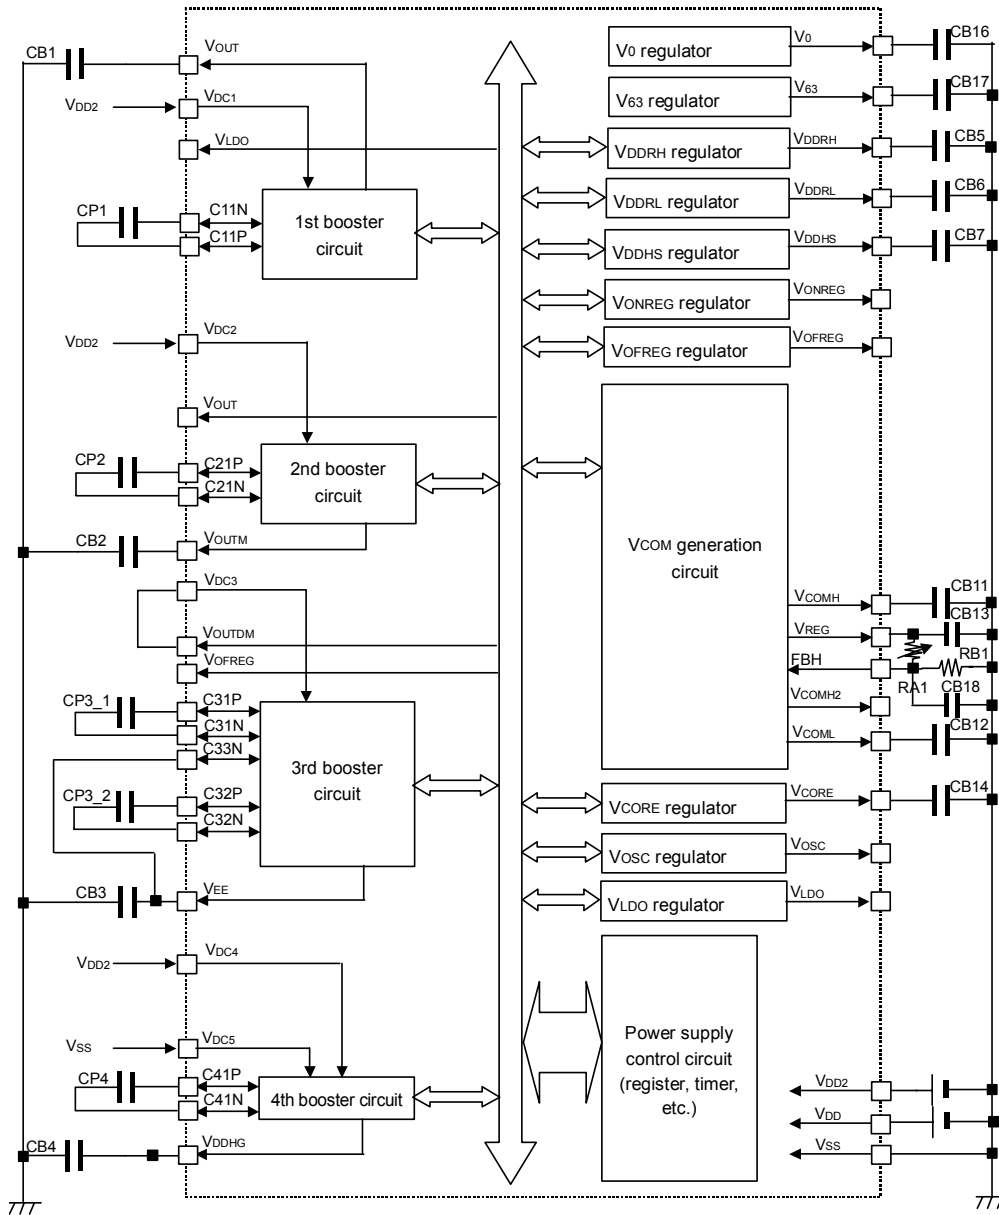 CB1
VOUT
VDD2
VDC1
VLDO
CP1
C11N
C11P
1st booster
circuit
VDD2
VDC2
VOUT
CP2
C21P
C21N
2nd booster
circuit
CB2
VOUTM
VDC3
VOUTDM
VOFREG
CP3_1
C31P
C31N
C33N
CP3_2
C32P
C32N
3rd booster
circuit
CB3
VEE
VDD2
VDC4
VSS
VDC5
CP4
C41P
C41N
4th booster circuit
CB4
VDDHG
V0 regulator
V0
CB16
V63 regulator
V63
CB17
VDDRH regulator
VDDRH
CB5
VDDRL regulator
VDDRL
CB6
VDDHS regulator
VDDHS
CB7
VONREG regulator
VONREG
VOFREG regulator
VOFREG
VCOM generation
circuit
VCOMH
CB11
VREG
CB13
FBH
RB1
RA1
CB18
VCOMH2
VCOML
CB12
VCORE regulator
VCORE
CB14
VOSC regulator
VOSC
VLDO regulator
VLDO
Power supply
control circuit
(register, timer,
etc.)
VDD2
VDD
VSS